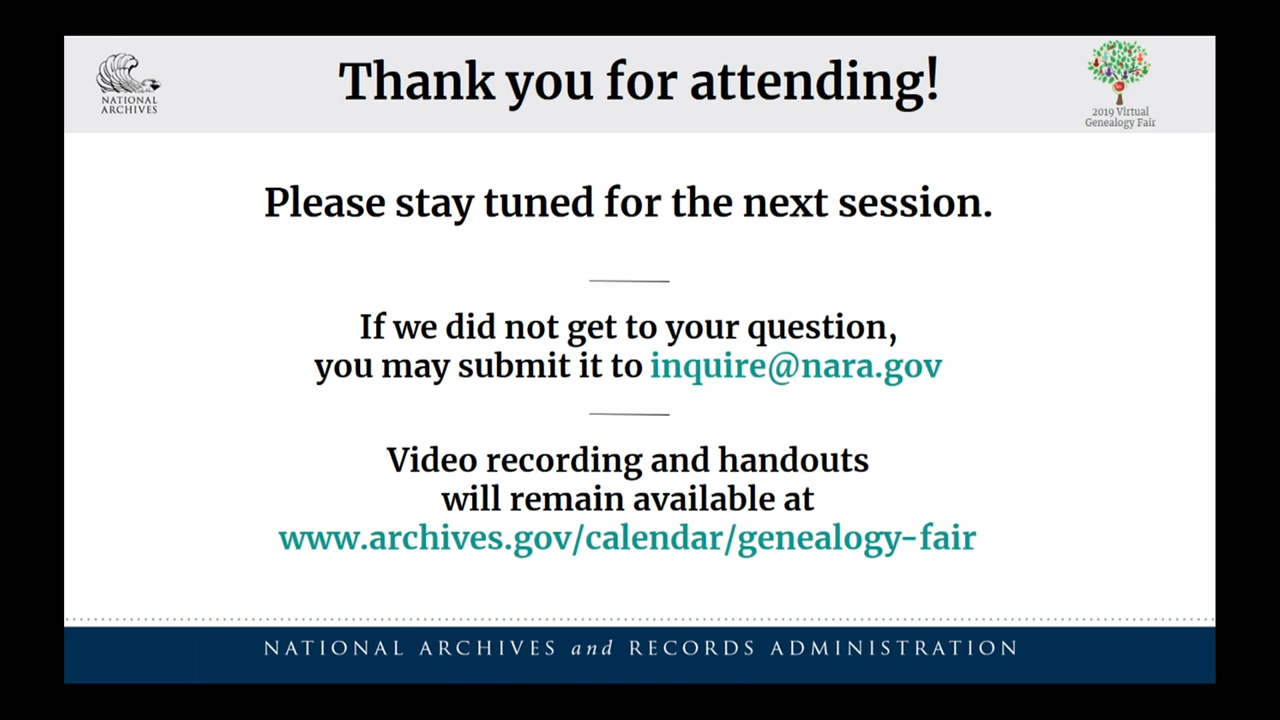 NATIONAL
ARCHIVES
Thank you for attending!
2019 Virtual
Genealogy Fair
Please stay tuned for the next session.
If we did not get to your question,
you may submit it to inquire@nara.gov
Video recording and handouts
will remain available at
www.archives.gov/calendar/genealogy-fair
NATIONAL ARCHIVES and RECORDS ADMINISTRATION